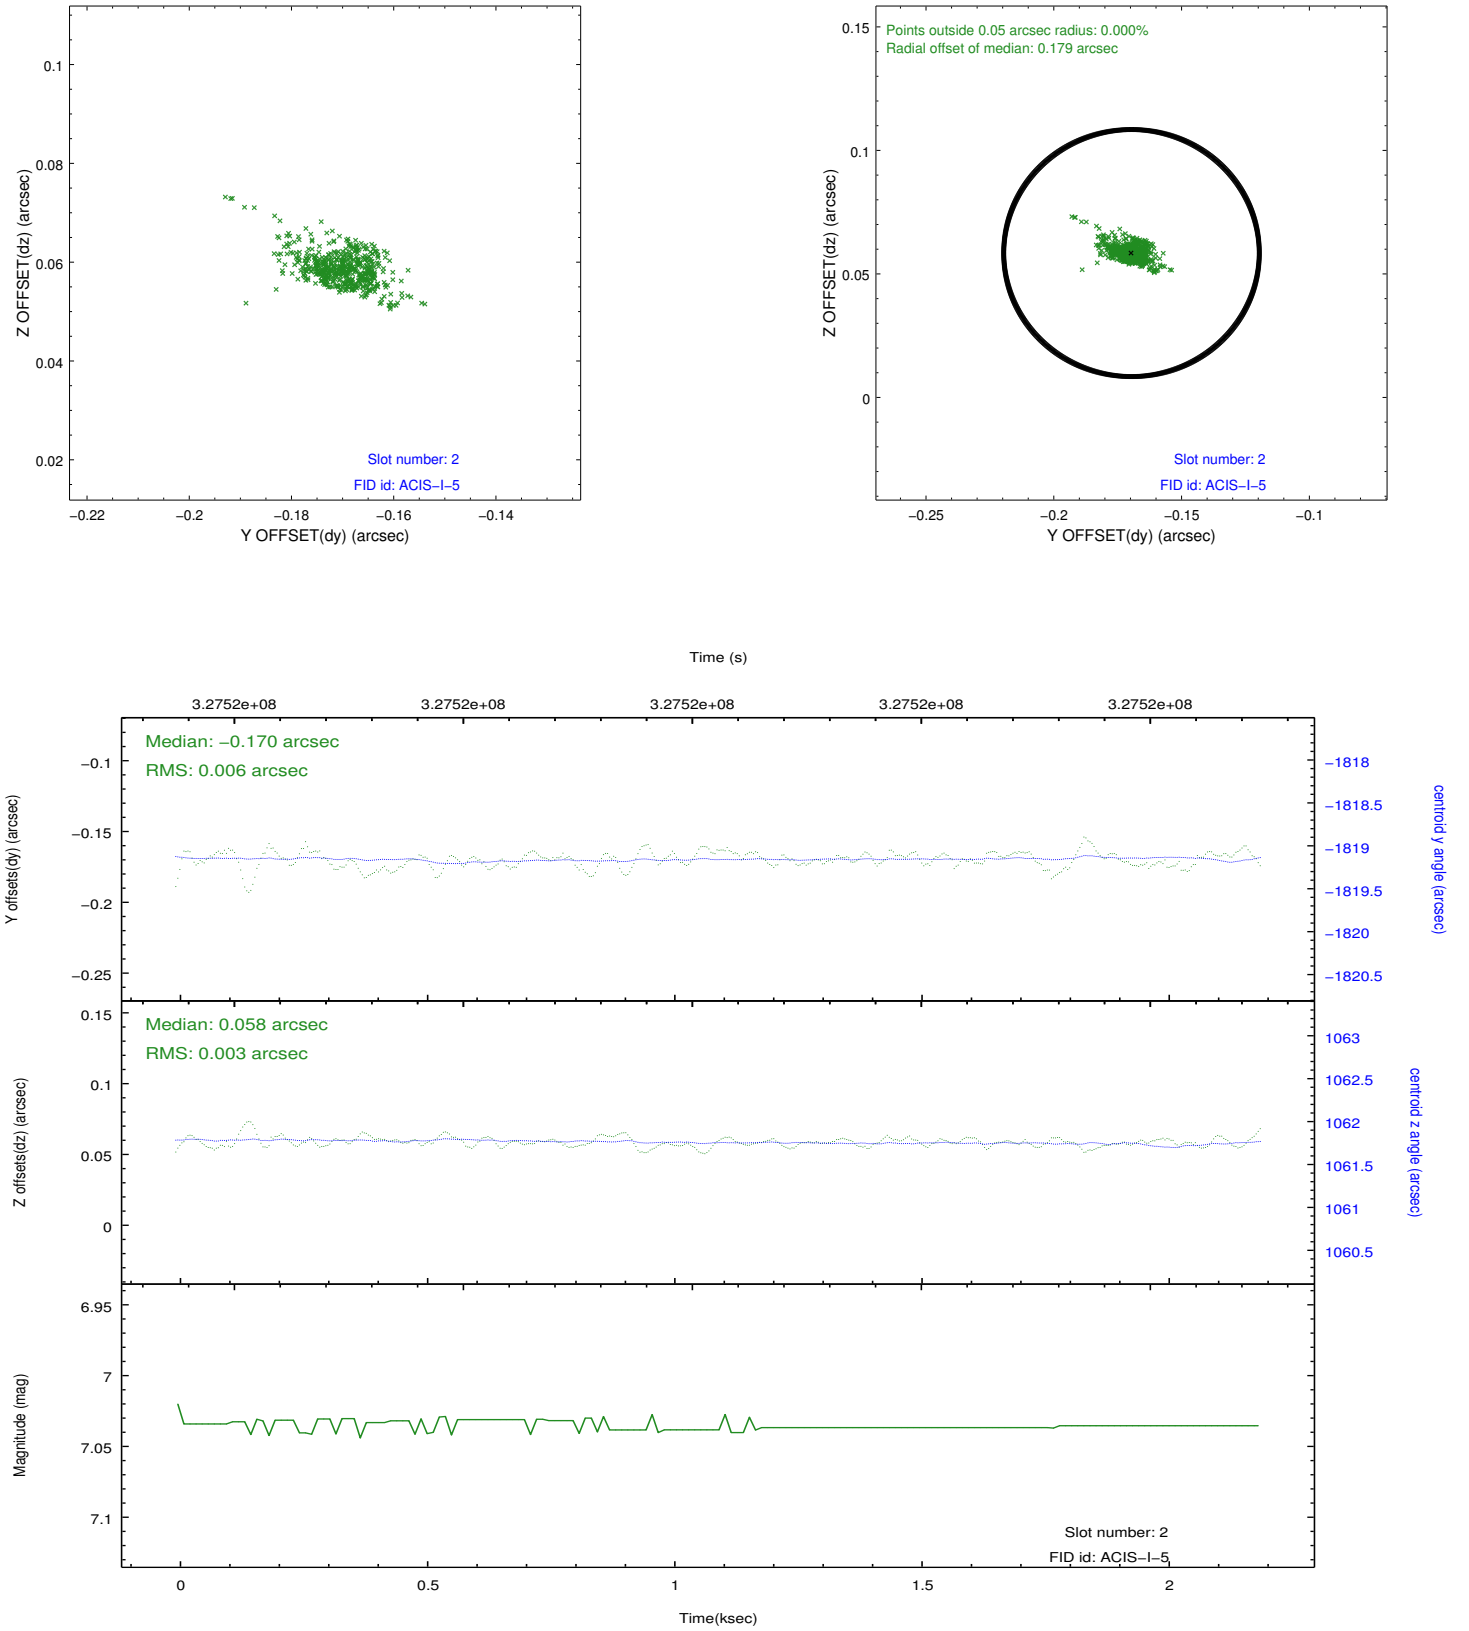 0.1
0.08
0.06
0.04
0.02
Z OFFSET(dz) (arcsec)
Slot number: 2
FID id: ACIS−I−5
−0.22 −0.2 −0.18 −0.16 −0.14
Y OFFSET(dy) (arcsec)
Points outside 0.05 arcsec radius: 0.000%
Radial offset of median: 0.179 arcsec
0.15
0.1
0.05
0
Z OFFSET(dz) (arcsec)
Slot number: 2
FID id: ACIS−I−5
−0.25 −0.2 −0.15 −0.1
Y OFFSET(dy) (arcsec)
Time (s)
3.2752e+08 3.2752e+08 3.2752e+08 3.2752e+08 3.2752e+08
Median: −0.170 arcsec
RMS: 0.006 arcsec
−0.1
−0.15
−0.2
−0.25
Y offsets(dy) (arcsec)
−1818
−1818.5
−1819
−1819.5
−1820
−1820.5
centroid y angle (arcsec)
Median: 0.058 arcsec
RMS: 0.003 arcsec
0.15
0.1
0.05
0
Z offsets(dz) (arcsec)
1063
1062.5
1062
1061.5
1061
1060.5
centroid z angle (arcsec)
6.95
7
7.05
7.1
Magnitude (mag)
Slot number: 2
FID id: ACIS−I−5
0 0.5 1 1.5 2
Time(ksec)